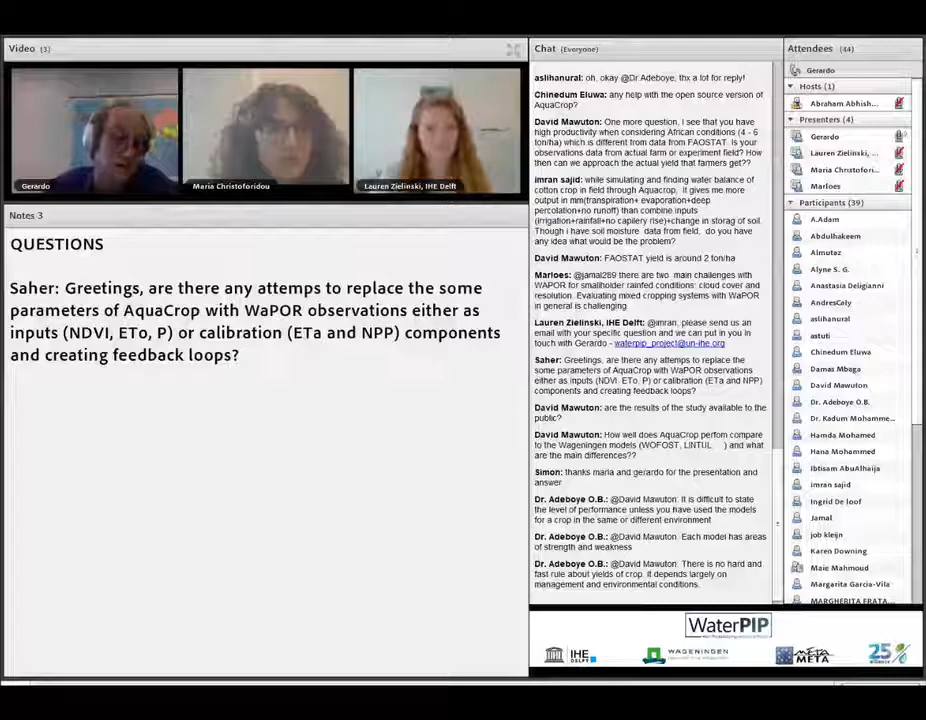 Video (3)
Gerardo
Maria Christoforidou
Lauren Zielinski, IHE Delft
Notes 3
QUESTIONS
Saher: Greetings, are there any attemps to replace the some
parameters of AquaCrop with WaPOR observations either as
inputs (NDVI, ETo, P) or calibration (ETa and NPP) components
and creating feedback loops?
Chat (Everyone)
aslihanural: oh, okay @Dr.Adeboye, thx a lot for reply!
Chinedum Eluwa: any help with the open source version of
AquaCrop?
David Mawuton: One more question, I see that you have
high productivity when considering African conditions (4 - 6
ton/ha) which is different from data from FAOSTAT. Is your
observations data from actual farm or experiment field? How
then can we approach the actual yield that farmers get??
imran sajid: while simulating and finding water balance of
cotton crop in field through Aquacrop, it gives me more
output in mm(transpiration+ evaporation+deep
percolation+no runoff) than combine inputs
(irrigation+rainfall+no capilery rise)+change in storag of soil.
Though i have soil moisture data from field, do you have
any idea what would be the problem?
David Mawuton: FAOSTAT yield is around 2 ton/ha
Marloes: @jamal289 there are two main challenges with
WAPOR for smallholder rainfed conditions: cloud cover and
resolution. Evaluating mixed cropping systems with WaPOR
in general is challenging
Lauren Zielinski, IHE Delft: @imran, please send us an
email with your specific question and we can put you in
touch with Gerardo - waterpip_project@un-ihe.org
Saher: Greetings, are there any attemps to replace the
some parameters of AquaCrop with WaPOR observations
either as inputs (NDVI, ETo, P) or calibration (ETa and NPP)
components and creating feedback loops?
David Mawuton: are the results of the study available to the
public?
David Mawuton: How well does AquaCrop perfom compare
to the Wageningen models (WOFOST, LINTUL ) and what
are the main differences??
Simon: thanks maria and gerardo for the presentation and
answer
Dr. Adeboye O.B.: @David Mawuton: It is difficult to state
the level of performance unless you have used the models
for a crop in the same or different environment
Dr. Adeboye O.B.: @David Mawuton: Each model has areas
of strength and weakness
Dr. Adeboye O.B.: @David Mawuton: There is no hard and
fast rule about yields of crop. it depends largely on
management and environmental conditions.
Attendees (44)
Gerardo
Hosts (1)
Abraham Abhish...
Presenters (4)
Gerardo
Lauren Zielinski, ...
Maria Christofori...
Marloes
Participants (39)
A.Adam
Abdulhakeem
Almutaz
Alyne S. G.
Anastasia Deligianni
AndresCaly
aslihanural
astuti
Chinedum Eluwa
Damas Mbaga
David Mawuton
Dr. Adeboye O.B.
Dr. Kadum Mohamme...
Hamda Mohamed
Hana Mohammed
Ibtisam AbuAlhaija
imran sajid
Ingrid De loof
Jamal
job kleijn
Karen Downing
Maie Mahmoud
Margarita Garcia-Vila
MARGHERITA FRATA...
WaterPIP
IHE
DELFT
WAGENINGEN
META
META
25